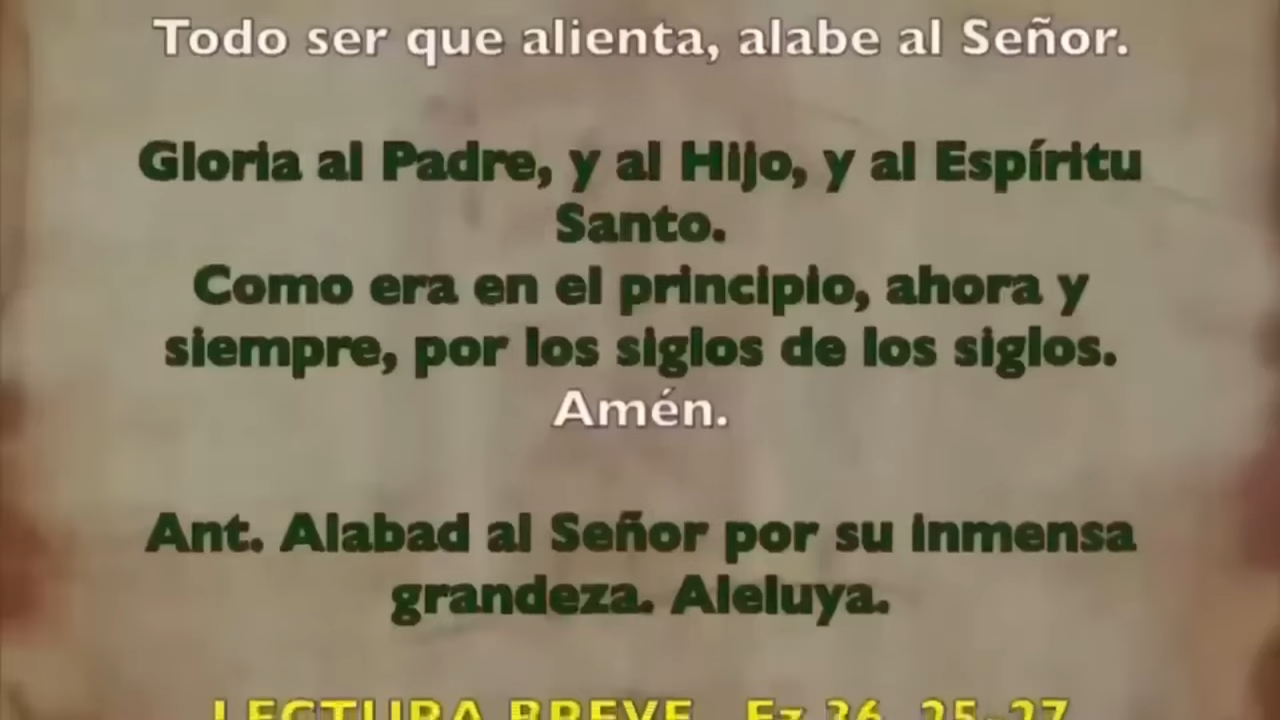 Todo ser que alienta, alabe al Señor.
Gloria al Padre, y al Hijo, y al Espíritu
Santo.
Como era en el principio, ahora y
siempre, por los siglos de los siglos.
Amén.
Ant. Alabad al Señor por su inmensa
grandeza. Aleluya.
LECTURA BREVE Ez 36, 25-27